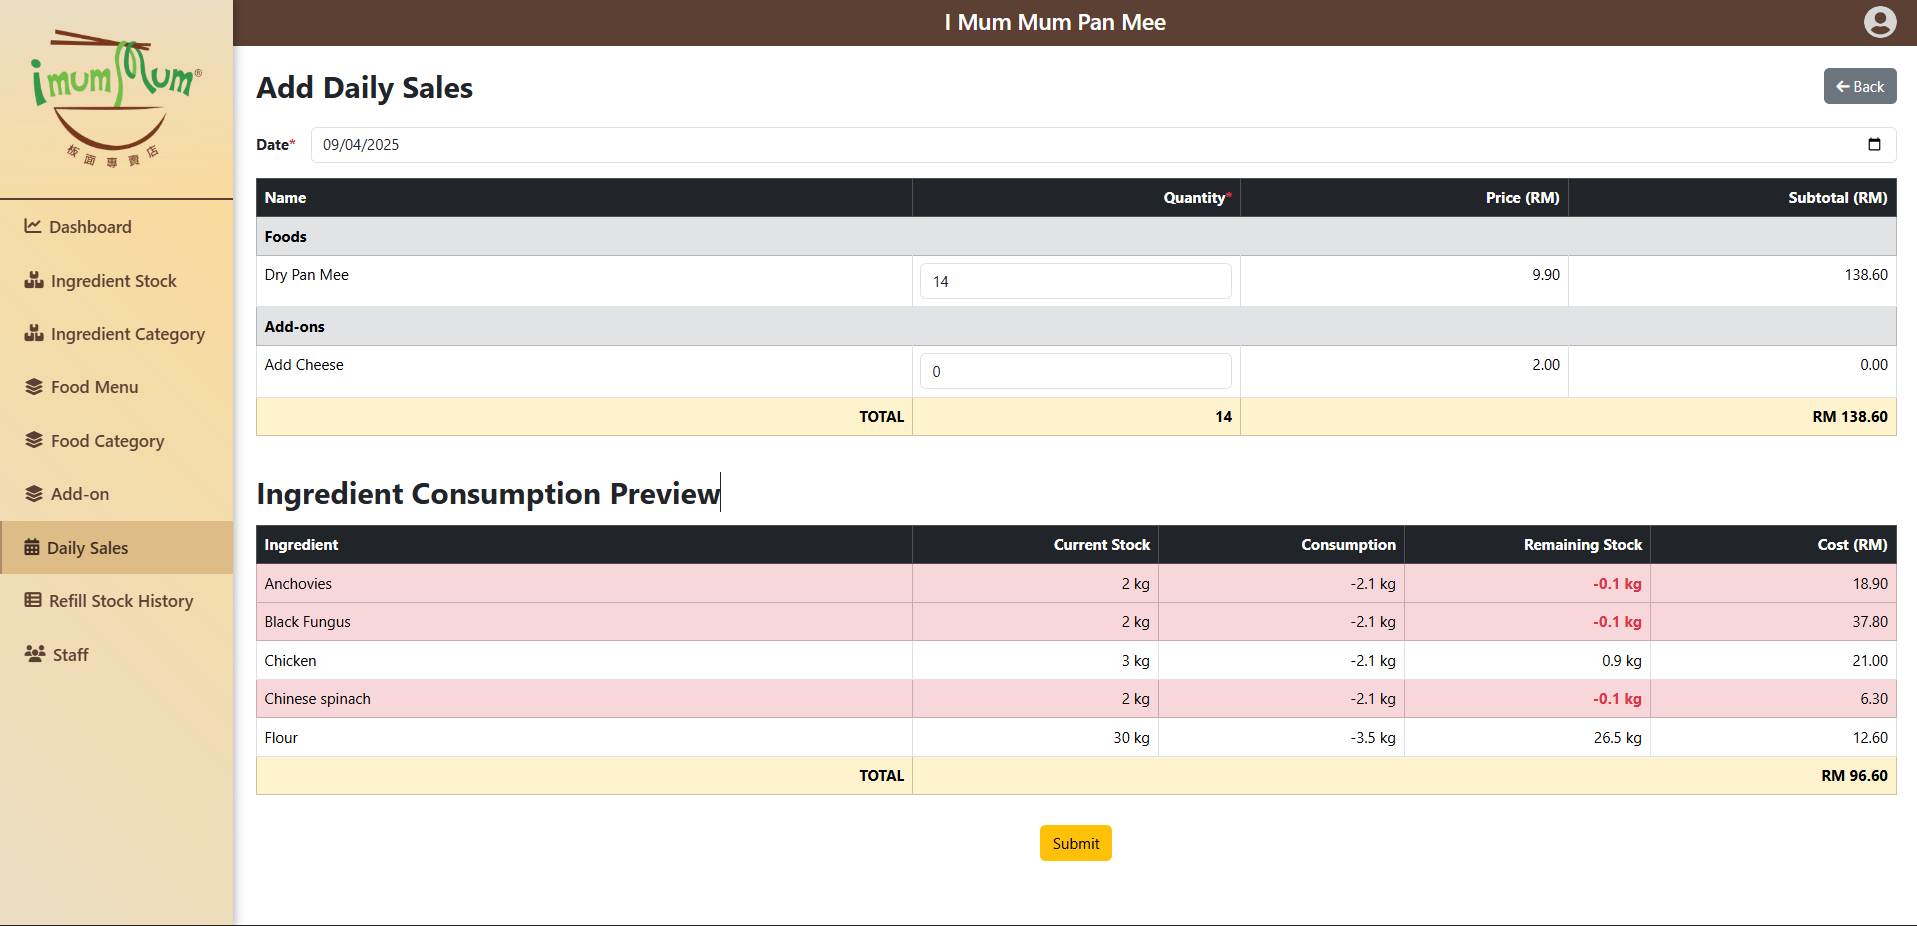 I Mum Mum Pan Mee
imumMum®
板面專賣店
Dashboard
Ingredient Stock
Ingredient Category
Food Menu
Food Category
Add-on
Daily Sales
Refill Stock History
Staff
Add Daily Sales
Back
Date* 09/04/2025
Name Quantity* Price (RM) Subtotal (RM)
Foods
Dry Pan Mee 14 9.90 138.60
Add-ons
Add Cheese 0 2.00 0.00
TOTAL 14 RM 138.60
Ingredient Consumption Preview
Ingredient Current Stock Consumption Remaining Stock Cost (RM)
Anchovies 2 kg -2.1 kg -0.1 kg 18.90
Black Fungus 2 kg -2.1 kg -0.1 kg 37.80
Chicken 3 kg -2.1 kg 0.9 kg 21.00
Chinese spinach 2 kg -2.1 kg -0.1 kg 6.30
Flour 30 kg -3.5 kg 26.5 kg 12.60
TOTAL RM 96.60
Submit